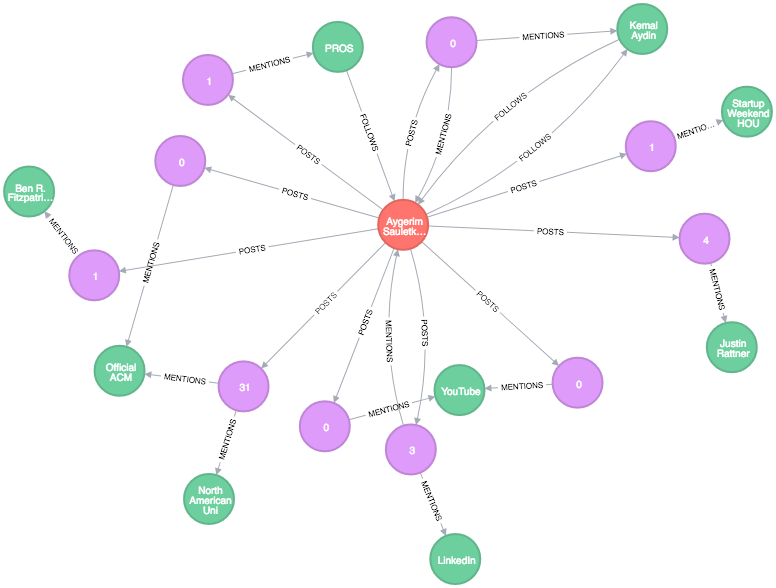 PROS
0
MENTIONS
Kemal
Aydin
1
MENTIONS
FOLLOWS
POSTS
MENTIONS
FOLLOWS
FOLLOWS
Startup
Weekend
HOU
1
MENTIO...
POSTS
0
POSTS
POSTS
Ben R.
Fitzpatri...
MENTIONS
1
POSTS
MENTIONS
Aygerim
Sauletk...
POSTS
4
MENTIONS
Justin
Rattner
POSTS
POSTS
MENTIONS
POSTS
POSTS
Official
ACM
MENTIONS
31
MENTIONS
North
American
Uni
0
MENTIONS
YouTube
MENTIONS
0
3
MENTIONS
LinkedIn